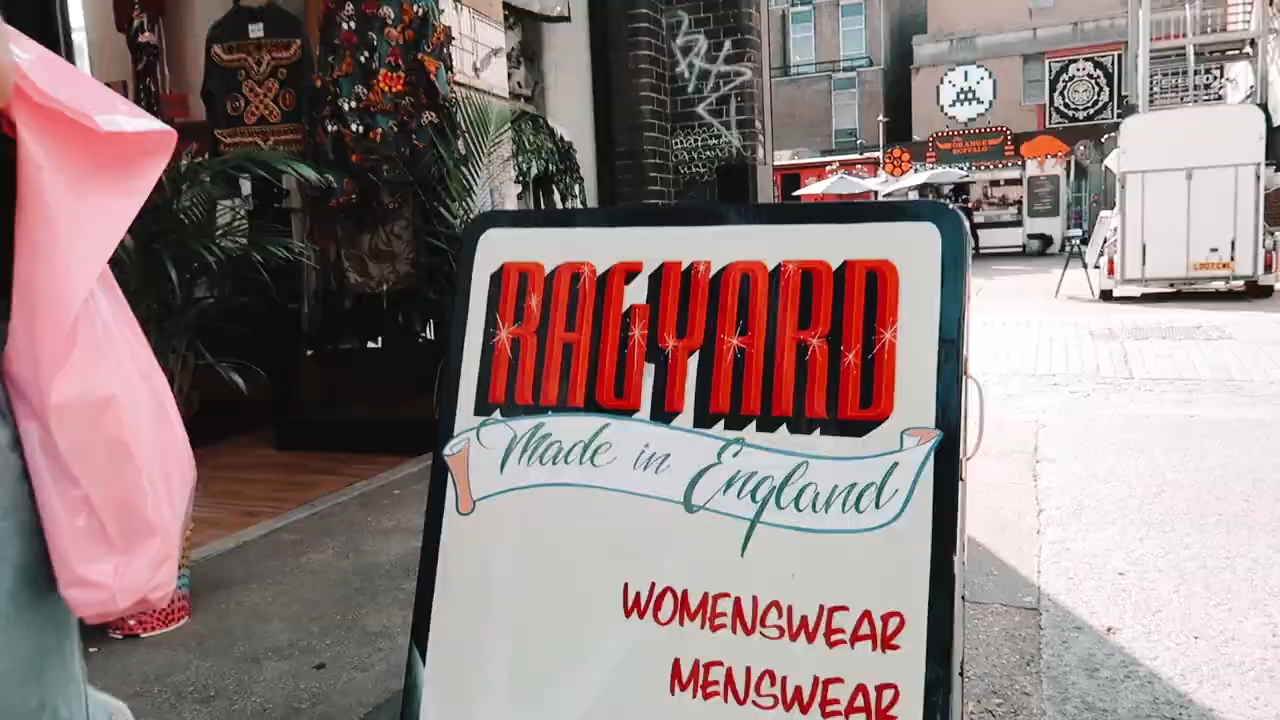 THE
ORANGE
BUFFALO
RAGYARD
Made in England
WOMENSWEAR
MENSWEAR